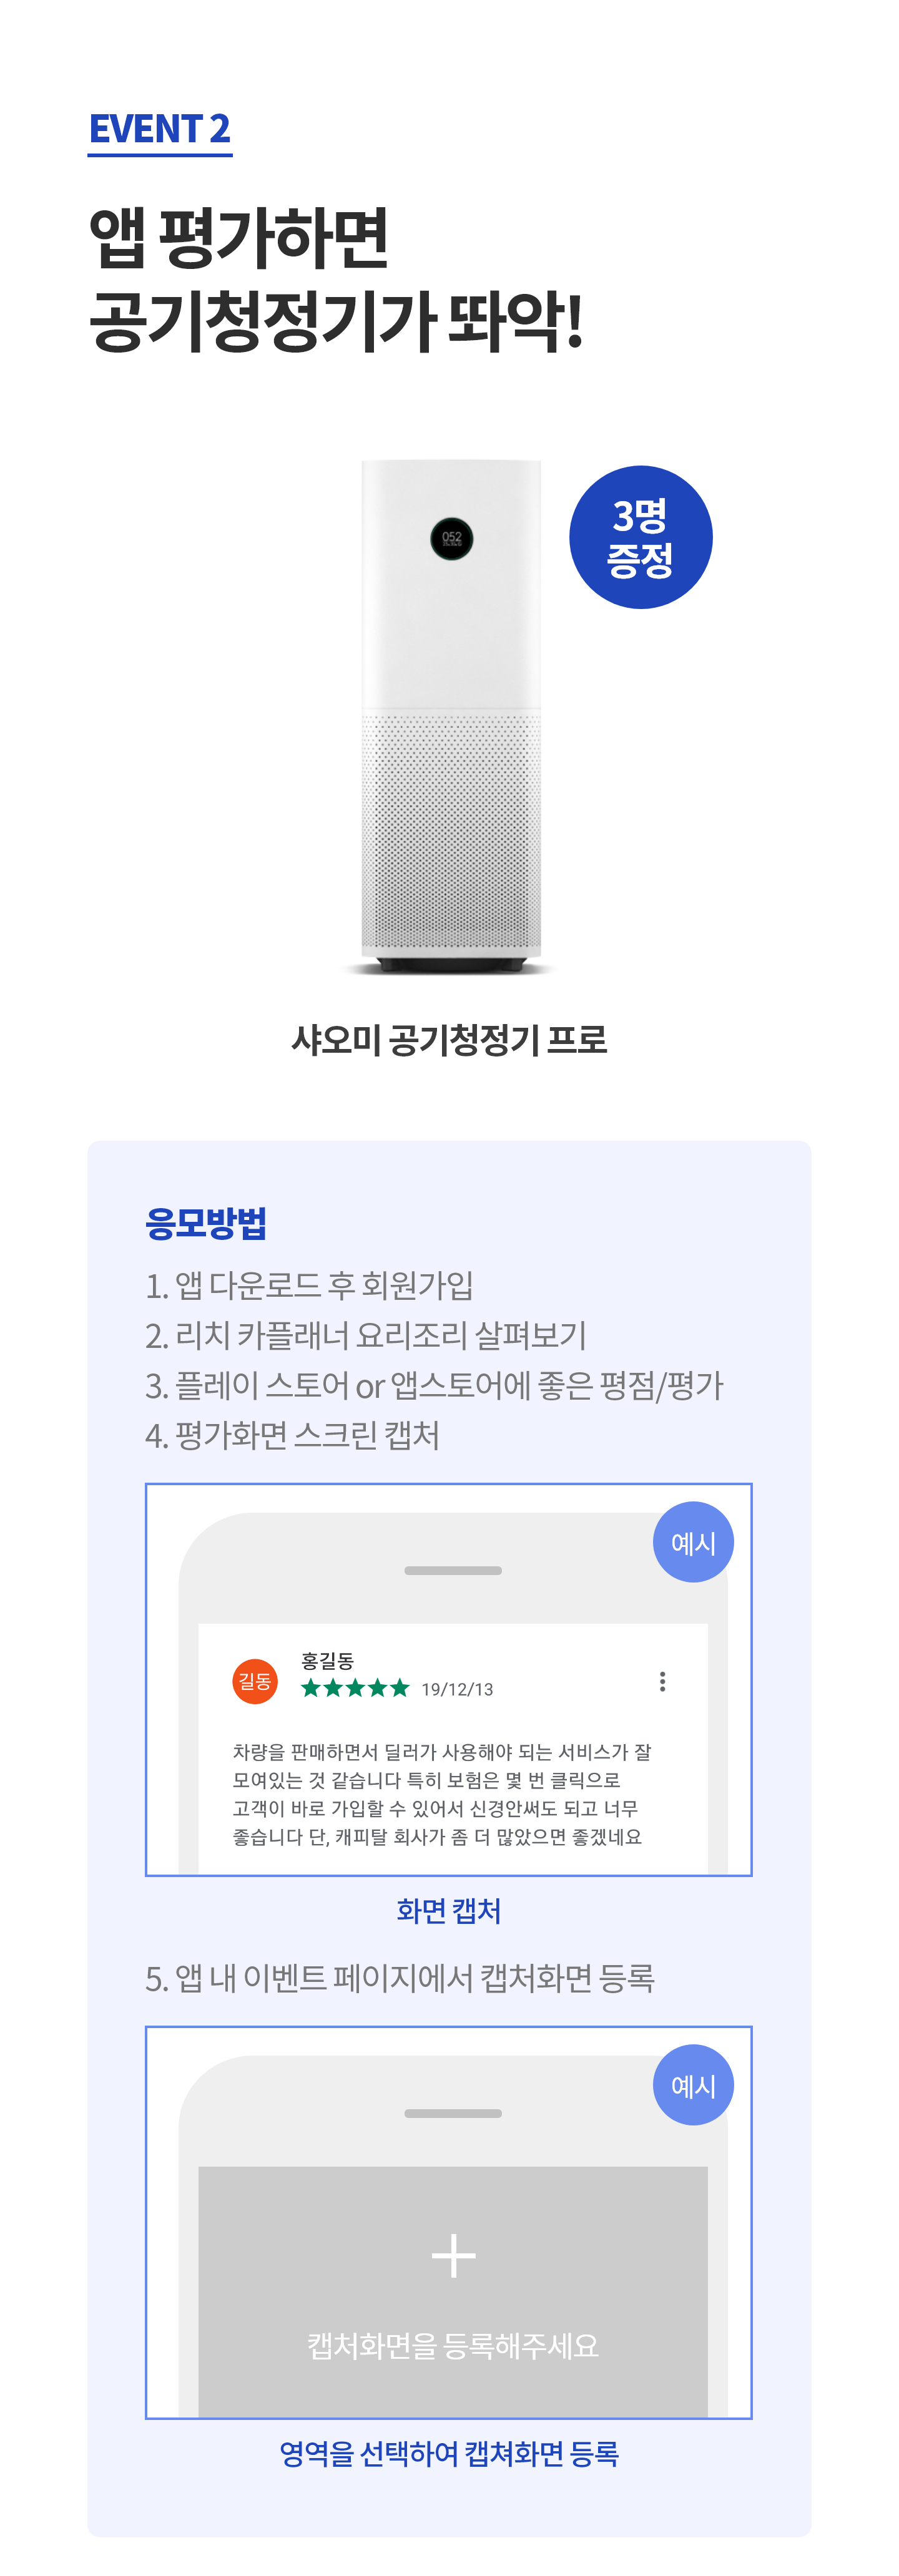 EVENT 2
앱 평가하면
공기청정기가 똬악!
052
3명
증정
샤오미 공기청정기 프로
응모방법
1. 앱 다운로드 후 회원가입
2. 리치 카플래너 요리조리 살펴보기
3. 플레이 스토어 or 앱스토어에 좋은 평점/평가
4. 평가화면 스크린 캡처
예시
길동
홍길동
19/12/13
차량을 판매하면서 딜러가 사용해야 되는 서비스가 잘
모여있는 것 같습니다 특히 보험은 몇 번 클릭으로
고객이 바로 가입할 수 있어서 신경안써도 되고 너무
좋습니다 단, 캐피탈 회사가 좀 더 많았으면 좋겠네요
화면 캡처
5. 앱 내 이벤트 페이지에서 캡처화면 등록
예시
캡처화면을 등록해주세요
영역을 선택하여 캡쳐화면 등록